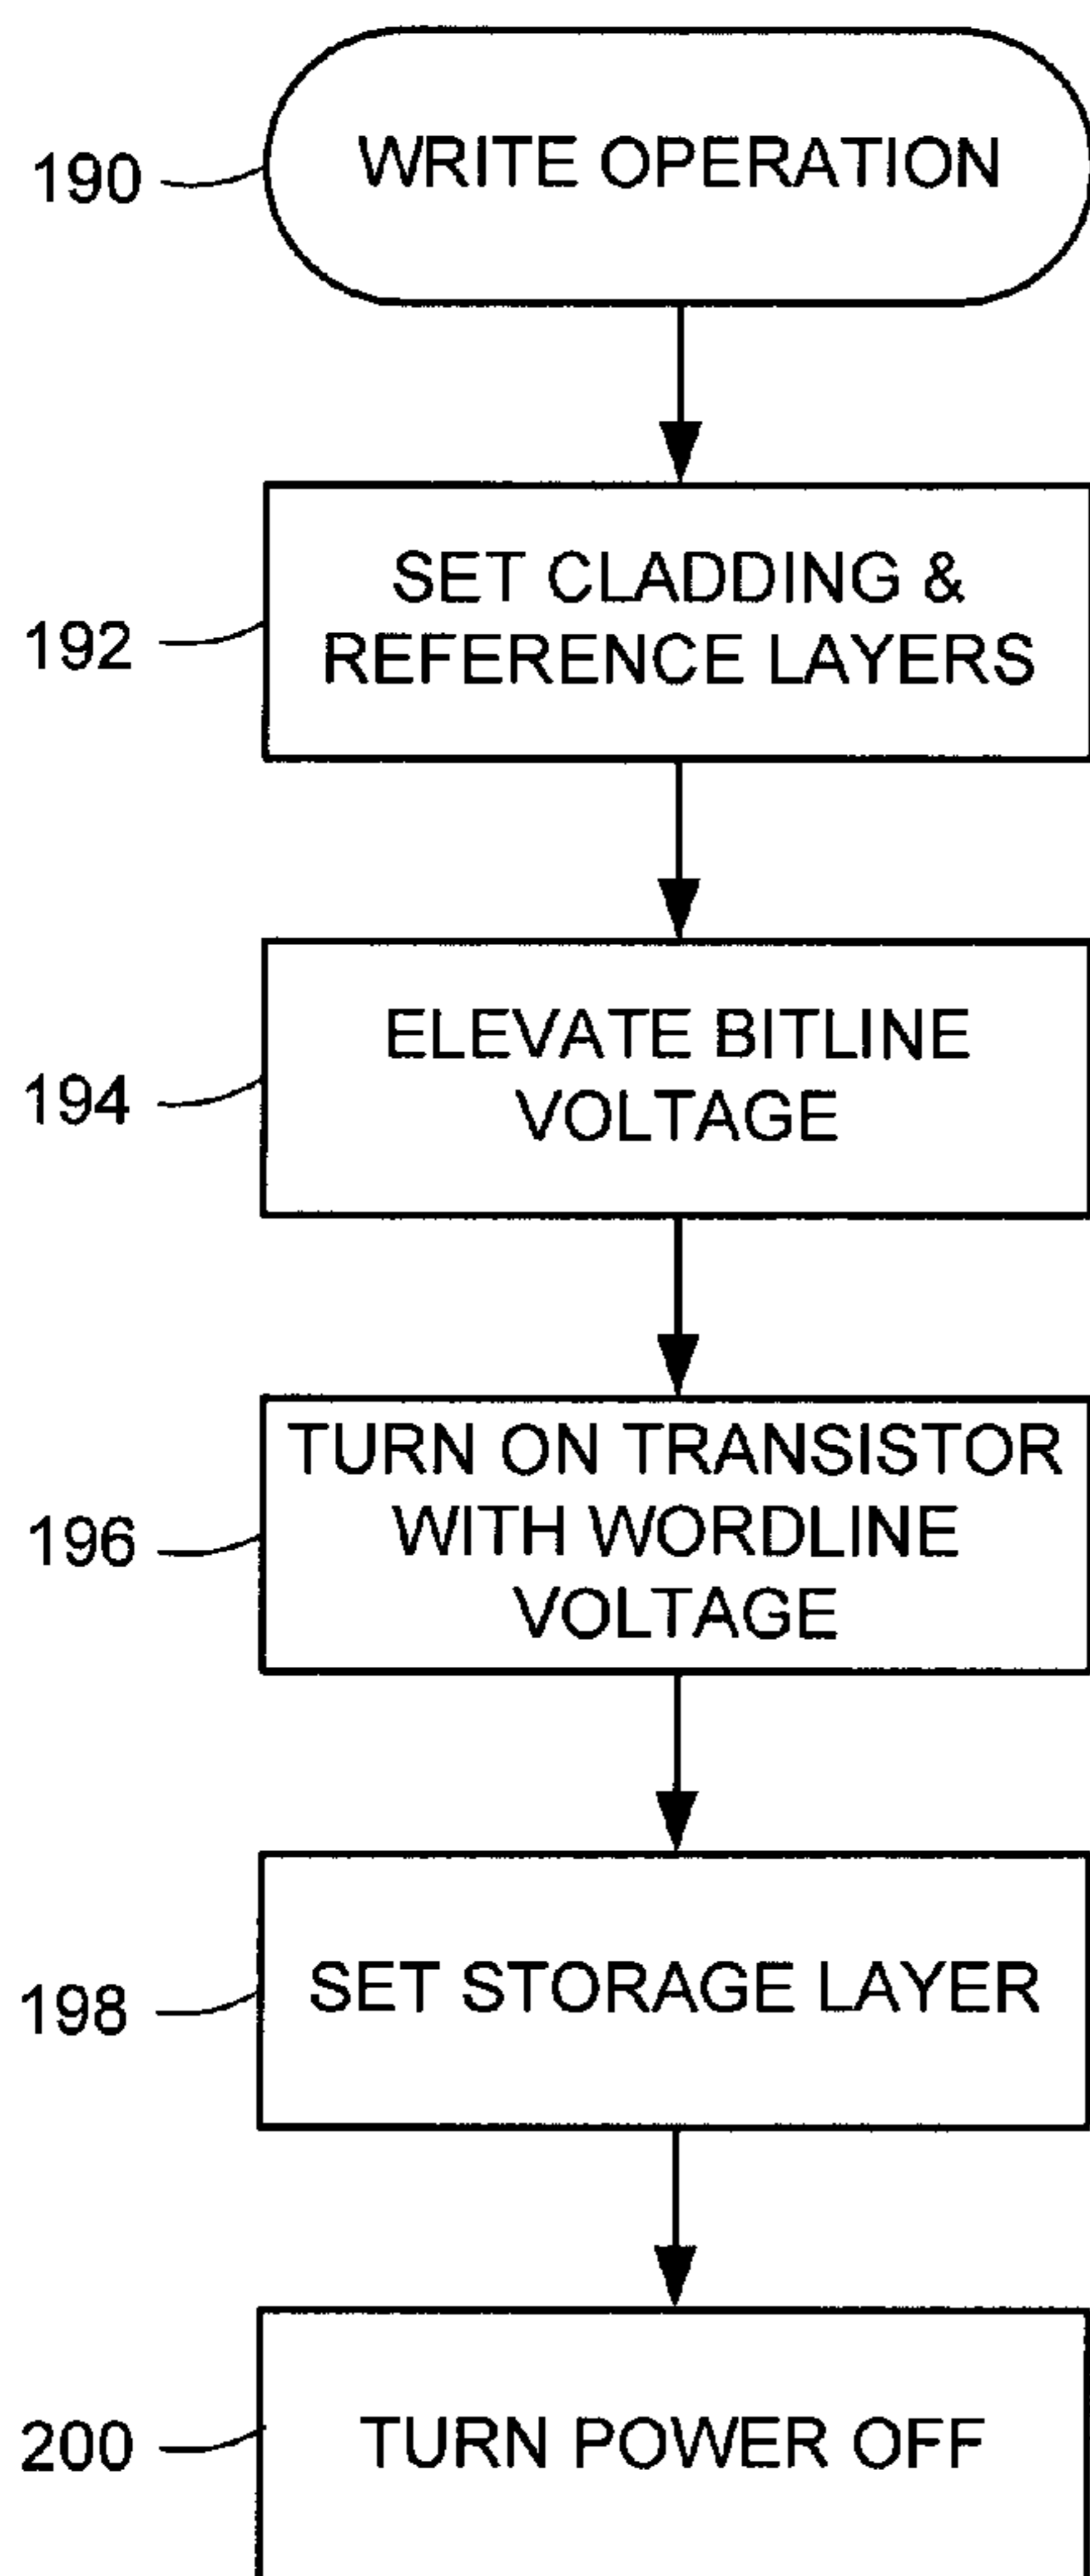 190
WRITE OPERATION
192
SET CLADDING &
REFERENCE LAYERS
194
ELEVATE BITLINE
VOLTAGE
196
TURN ON TRANSISTOR
WITH WORDLINE
VOLTAGE
198
SET STORAGE LAYER
200
TURN POWER OFF